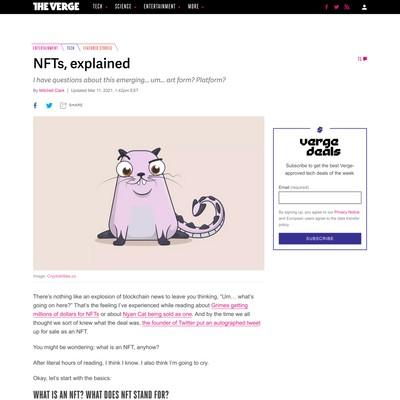 THE VERGE
TECH
SCIENCE
ENTERTAINMENT
MORE
ENTERTAINMENT
TECH
FEATURED STORIES
NFTs, explained
I have questions about this emerging... um... art form? Platform?
By Mitchell Clark | Updated Mar 11, 2021, 1:43pm EST
SHARE
Image: Cryptokitties.co
There's nothing like an explosion of blockchain news to leave you thinking, "Um... what's
going on here?" That's the feeling I've experienced while reading about Grimes getting
millions of dollars for NFTs or about Nyan Cat being sold as one. And by the time we all
thought we sort of knew what the deal was, the founder of Twitter put an autographed tweet
up for sale as an NFT.
You might be wondering: what is an NFT, anyhow?
After literal hours of reading, I think I know. I also think I'm going to cry.
Okay, let's start with the basics:
WHAT IS AN NFT? WHAT DOES NFT STAND FOR?
verge
deals
Subscribe to get the best Verge-
approved tech deals of the week
Email (required)
By signing up, you agree to our Privacy Notice
and European users agree to the data transfer
policy.
SUBSCRIBE